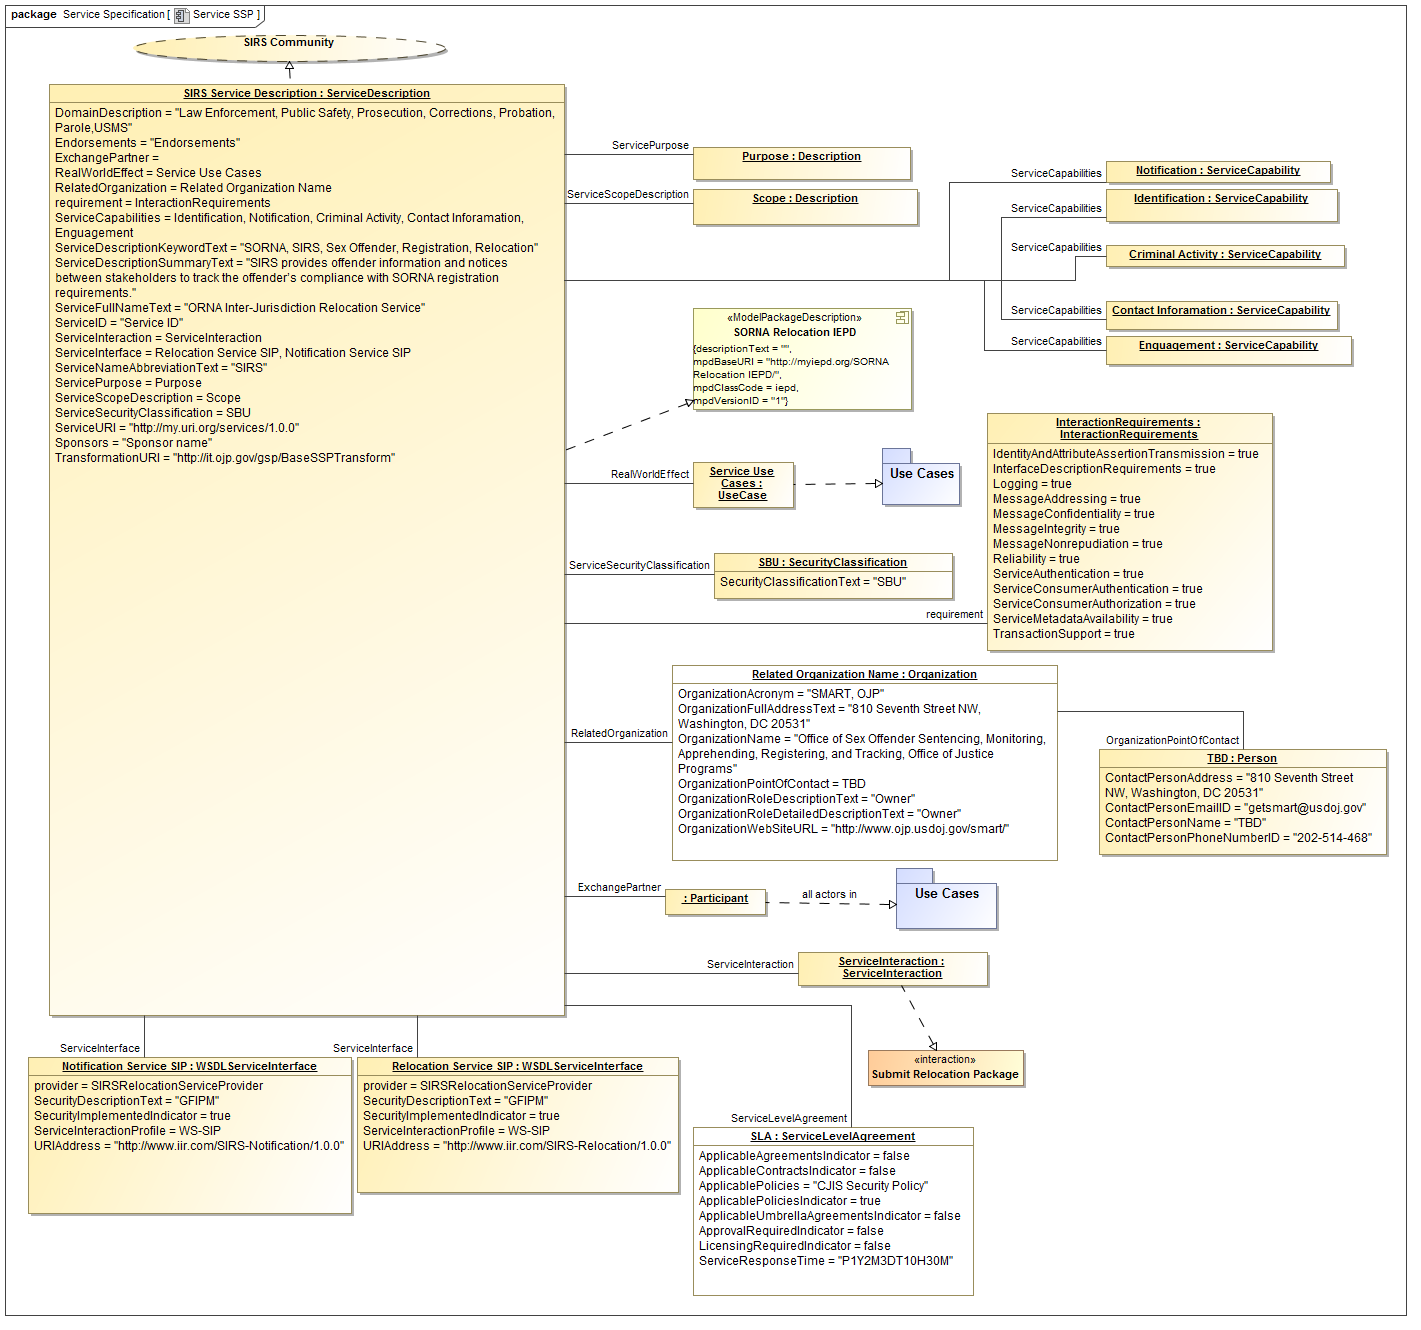 package Service Specification [ Service SSP ]
SIRS Community
SIRS Service Description : ServiceDescription
DomainDescription = "Law Enforcement, Public Safety, Prosecution, Corrections, Probation,
Parole,USMS"
Endorsements = "Endorsements"
ExchangePartner =
RealWorldEffect = Service Use Cases
RelatedOrganization = Related Organization Name
requirement = InteractionRequirements
ServiceCapabilities = Identification, Notification, Criminal Activity, Contact Inforamation,
Enguagement
ServiceDescriptionKeywordText = "SORNA, SIRS, Sex Offender, Registration, Relocation"
ServiceDescriptionSummaryText = "SIRS provides offender information and notices
between stakeholders to track the offender's compliance with SORNA registration
requirements."
ServiceFullNameText = "ORNA Inter-Jurisdiction Relocation Service"
ServiceID = "Service ID"
ServiceInteraction = ServiceInteraction
ServiceInterface = Relocation Service SIP, Notification Service SIP
ServiceNameAbbreviationText = "SIRS"
ServicePurpose = Purpose
ServiceScopeDescription = Scope
ServiceSecurityClassification = SBU
ServiceURI = "http://my.uri.org/services/1.0.0"
Sponsors = "Sponsor name"
TransformationURI = "http://it.ojp.gov/gsp/BaseSSPTransform"
ServicePurpose
Purpose : Description
ServiceScopeDescription
Scope : Description
ServiceCapabilities
Notification : ServiceCapability
ServiceCapabilities
Identification : ServiceCapability
ServiceCapabilities
Criminal Activity : ServiceCapability
ServiceCapabilities
Contact Inforamation : ServiceCapability
ServiceCapabilities
Enguagement : ServiceCapability
«ModelPackageDescription»
SORNA Relocation IEPD
{descriptionText = "",
mpdBaseURI = "http://myiepd.org/SORNA
Relocation IEPD/",
mpdClassCode = iepd,
mpdVersionID = "1"}
RealWorldEffect
Service Use
Cases :
UseCase
Use Cases
InteractionRequirements :
InteractionRequirements
IdentityAndAttributeAssertionTransmission = true
InterfaceDescriptionRequirements = true
Logging = true
MessageAddressing = true
MessageConfidentiality = true
MessageIntegrity = true
MessageNonrepudiation = true
Reliability = true
ServiceAuthentication = true
ServiceConsumerAuthentication = true
ServiceConsumerAuthorization = true
ServiceMetadataAvailability = true
TransactionSupport = true
ServiceSecurityClassification
SBU : SecurityClassification
SecurityClassificationText = "SBU"
requirement
RelatedOrganization
Related Organization Name : Organization
OrganizationAcronym = "SMART, OJP"
OrganizationFullAddressText = "810 Seventh Street NW,
Washington, DC 20531"
OrganizationName = "Office of Sex Offender Sentencing, Monitoring,
Apprehending, Registering, and Tracking, Office of Justice
Programs"
OrganizationPointOfContact = TBD
OrganizationRoleDescriptionText = "Owner"
OrganizationRoleDetailedDescriptionText = "Owner"
OrganizationWebSiteURL = "http://www.ojp.usdoj.gov/smart/"
OrganizationPointOfContact
TBD : Person
ContactPersonAddress = "810 Seventh Street
NW, Washington, DC 20531"
ContactPersonEmailID = "getsmart@usdoj.gov"
ContactPersonName = "TBD"
ContactPersonPhoneNumberID = "202-514-468"
ExchangePartner
: Participant
all actors in
Use Cases
ServiceInteraction
ServiceInteraction :
ServiceInteraction
«interaction»
Submit Relocation Package
ServiceInterface
Notification Service SIP : WSDLServiceInterface
provider = SIRSRelocationServiceProvider
SecurityDescriptionText = "GFIPM"
SecurityImplementedIndicator = true
ServiceInteractionProfile = WS-SIP
URIAddress = "http://www.iir.com/SIRS-Notification/1.0.0"
ServiceInterface
Relocation Service SIP : WSDLServiceInterface
provider = SIRSRelocationServiceProvider
SecurityDescriptionText = "GFIPM"
SecurityImplementedIndicator = true
ServiceInteractionProfile = WS-SIP
URIAddress = "http://www.iir.com/SIRS-Relocation/1.0.0"
ServiceLevelAgreement
SLA : ServiceLevelAgreement
ApplicableAgreementsIndicator = false
ApplicableContractsIndicator = false
ApplicablePolicies = "CJIS Security Policy"
ApplicablePoliciesIndicator = true
ApplicableUmbrellaAgreementsIndicator = false
ApprovalRequiredIndicator = false
LicensingRequiredIndicator = false
ServiceResponseTime = "P1Y2M3DT10H30M"